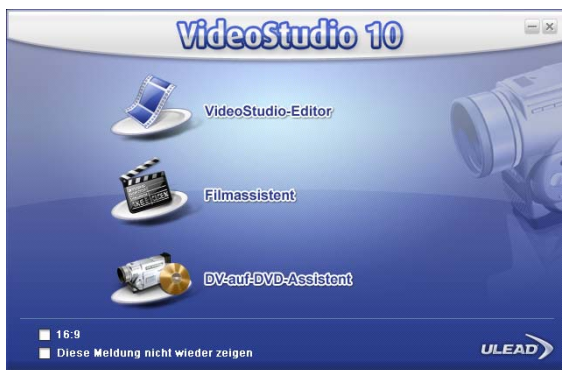 VideoStudio 10
VideoStudio-Editor
Filmassistent
DV-auf-DVD-Assistent
16:9
Diese Meldung nicht wieder zeigen
ULEAD